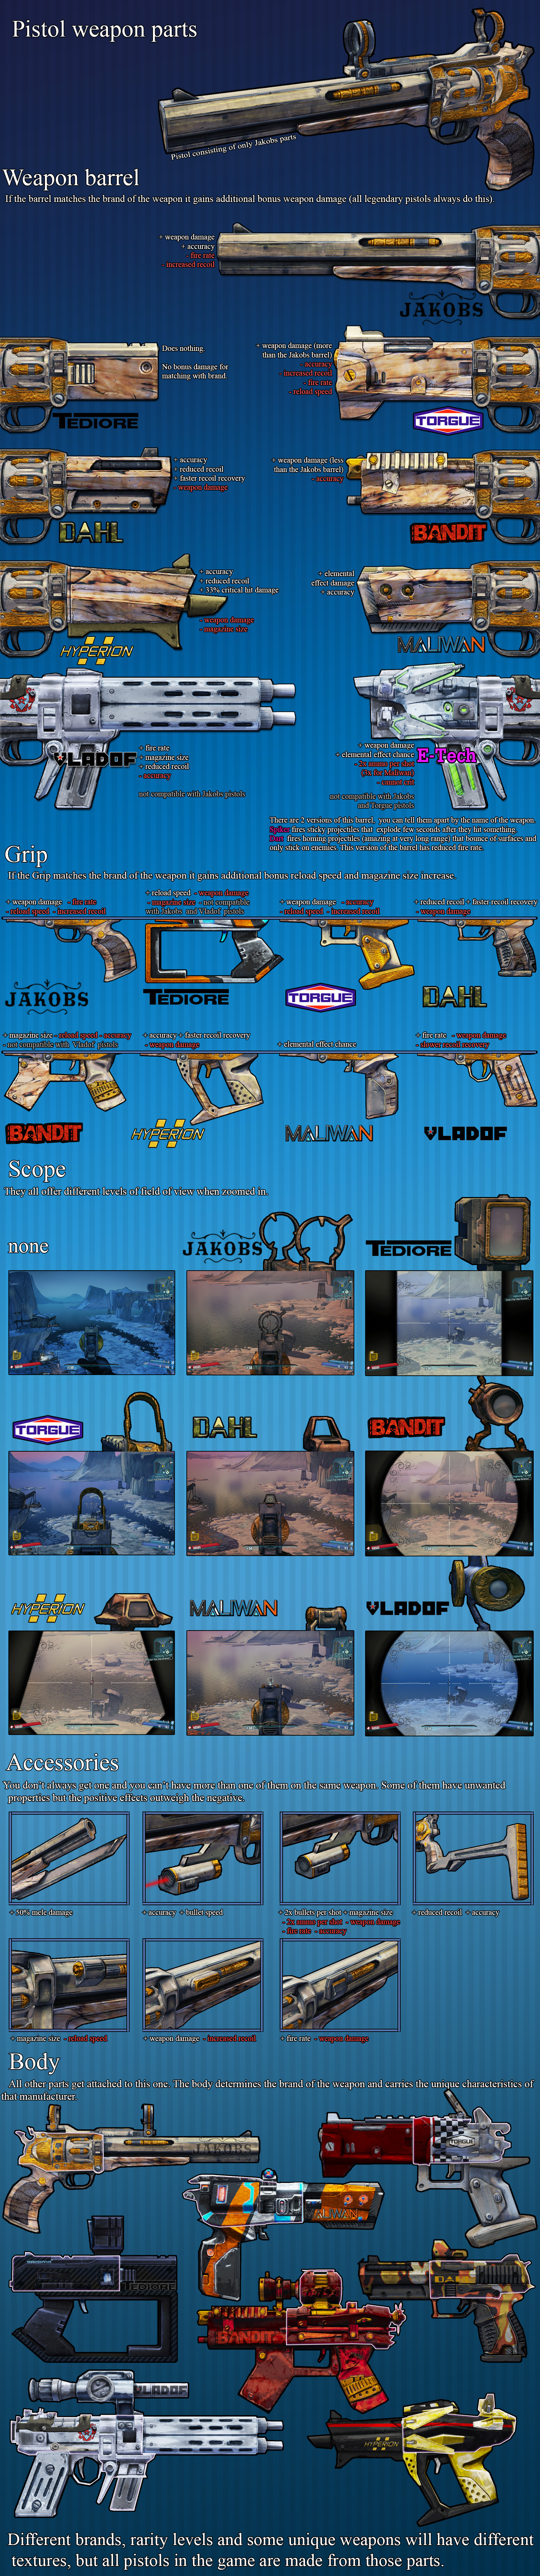 Pistol weapon parts
Pistol consisting of only Jakobs parts
Weapon barrel
If the barrel matches the brand of the weapon it gains additional bonus weapon damage (all legendary pistols always do this).
+ weapon damage
+ accuracy
- fire rate
- increased recoil
JAKOBS
Does nothing.
No bonus damage for
matching with brand.
TEDIORE
+ weapon damage (more
than the Jakobs barrel)
- accuracy
- increased recoil
- fire rate
- reload speed
TORGUE
+ accuracy
+ reduced recoil
+ faster recoil recovery
- weapon damage
DAHL
+ weapon damage (less
than the Jakobs barrel)
- accuracy
BANDIT
+ accuracy
+ reduced recoil
+ 33% critical hit damage
- weapon damage
- magazine size
HYPERION
+ elemental
effect damage
+ accuracy
MALIWAN
VLADOF
+ fire rate
+ magazine size
+ reduced recoil
- accuracy
not compatible with Jakobs pistols
+ weapon damage
+ elemental effect chance
- 2x ammo per shot
(3x for Maliwan)
- cannot crit
E-Tech
not compatible with Jakobs
and Torgue pistols
There are 2 versions of this barrel, you can tell them apart by the name of the weapon.
fires sticky projectiles that explode few seconds after they hit something.
fires homing projectiles (amazing at very long range) that bounce of surfaces and
only stick on enemies. This version of the barrel has reduced fire rate.
Grip
If the Grip matches the brand of the weapon it gains additional bonus reload speed and magazine size increase.
+ weapon damage - fire rate
- reload speed - increased recoil
JAKOBS
+ reload speed - weapon damage
- magazine size - not compatible
with Jakobs and Vladof pistols
TEDIORE
+ weapon damage - accuracy
- reload speed - increased recoil
TORGUE
+ reduced recoil + faster recoil recovery
- weapon damage
DAHL
+ magazine size - reload speed - accuracy
- not compatible with Vladof pistols
BANDIT
+ accuracy + faster recoil recovery
- weapon damage
HYPERION
+ elemental effect chance
MALIWAN
+ fire rate - weapon damage
- slower recoil recovery
VLADOF
Scope
They all offer different levels of field of view when zoomed in.
none
JAKOBS
TEDIORE
TORGUE
DAHL
BANDIT
HYPERION
MALIWAN
VLADOF
Accessories
You don't always get one and you can't have more than one of them on the same weapon. Some of them have unwanted
properties but the positive effects outweigh the negative.
+ 50% mele damage
+ accuracy + bullet speed
+ 2x bullets per shot + magazine size
- 2x ammo per shot - weapon damage
- fire rate - accuracy
+ reduced recoil + accuracy
+ magazine size - reload speed
+ weapon damage - increased recoil
+ fire rate - weapon damage
Body
All other parts get attached to this one. The body determines the brand of the weapon and carries the unique characteristics of
that manufacturer.
JAKOBS
TORGUE
MALIWAN
TEDIORE
DAHL
BANDIT
VLADOF
HYPERION
Different brands, rarity levels and some unique weapons will have different
textures, but all pistols in the game are made from those parts.